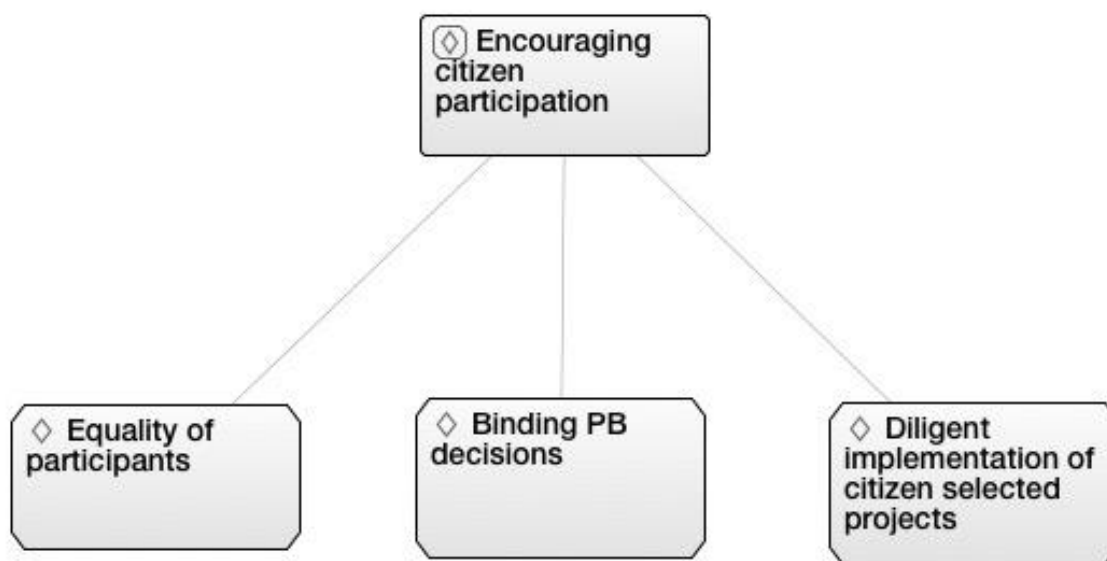 Encouraging
citizen
participation
Equality of
participants
Binding PB
decisions
Diligent
implementation of
citizen selected
projects